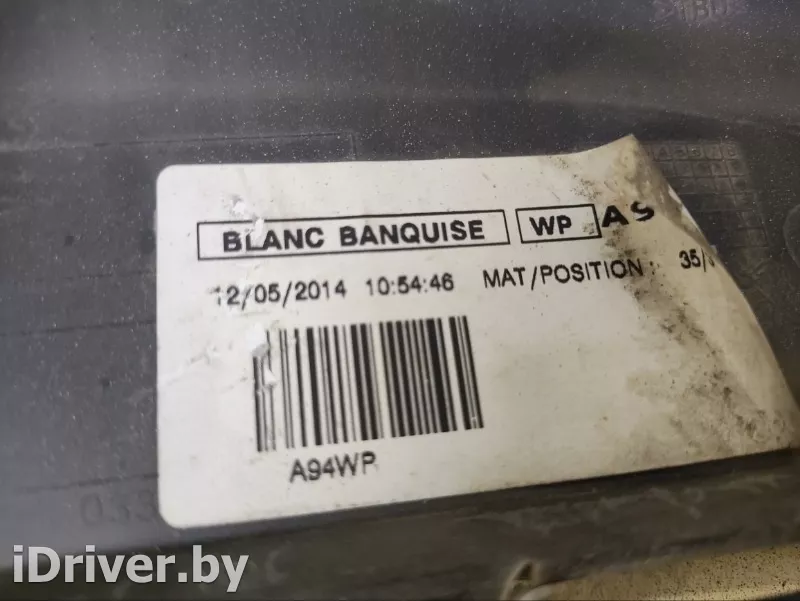 BLANC BANQUISE WP AS
12/05/2014 10:54:46 MAT/POSITION : 35/
A94WP
iDriver.by